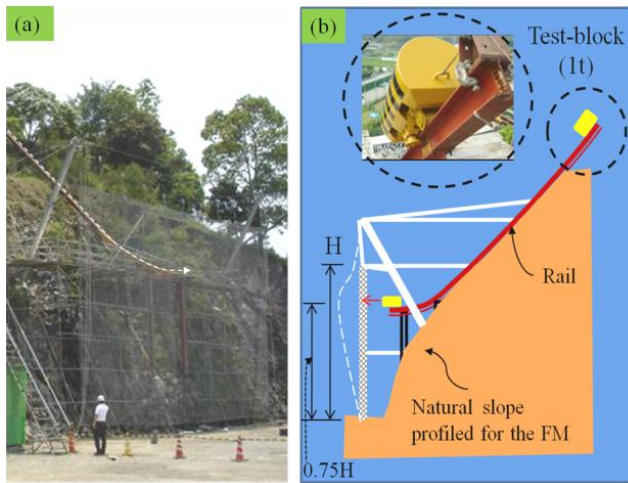 (a)
(b)
Test-block
(1t)
H
Rail
Natural slope
profiled for the FM
0.75H